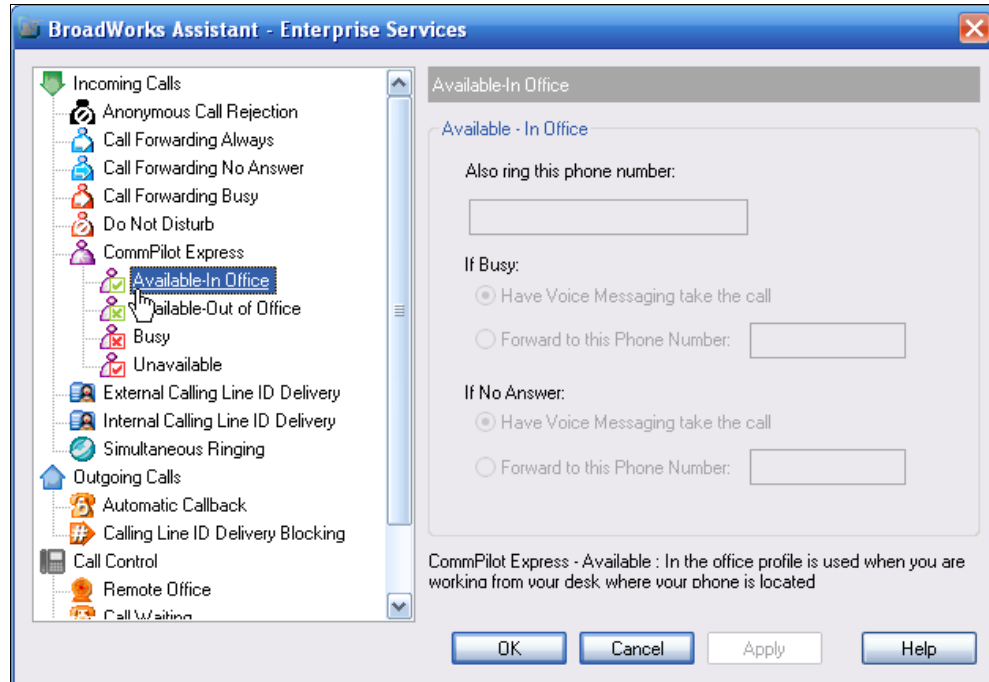 BroadWorks Assistant - Enterprise Services
Incoming Calls
Anonymous Call Rejection
Call Forwarding Always
Call Forwarding No Answer
Call Forwarding Busy
Do Not Disturb
CommPilot Express
Available-In Office
ailable-Out of Office
Busy
Unavailable
External Calling Line ID Delivery
Internal Calling Line ID Delivery
Simultaneous Ringing
Outgoing Calls
Automatic Callback
Calling Line ID Delivery Blocking
Call Control
Remote Office
Call Waiting
Available-In Office
Available - In Office
Also ring this phone number:
If Busy:
Have Voice Messaging take the call
Forward to this Phone Number:
If No Answer:
Have Voice Messaging take the call
Forward to this Phone Number:
CommPilot Express - Available : In the office profile is used when you are
working from your desk where your phone is located
OK
Cancel
Apply
Help